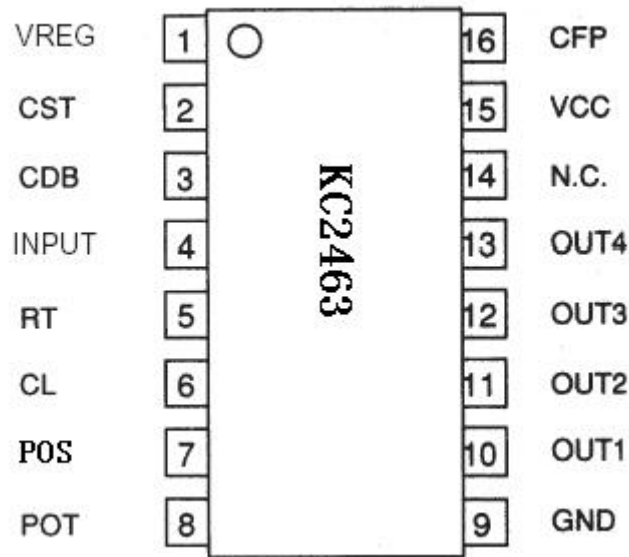 VREG 1 16 CFP
CST 2 15 VCC
CDB 3 14 N.C.
INPUT 4 13 OUT4
RT 5 12 OUT3
CL 6 11 OUT2
POS 7 10 OUT1
POT 8 9 GND
KC2463